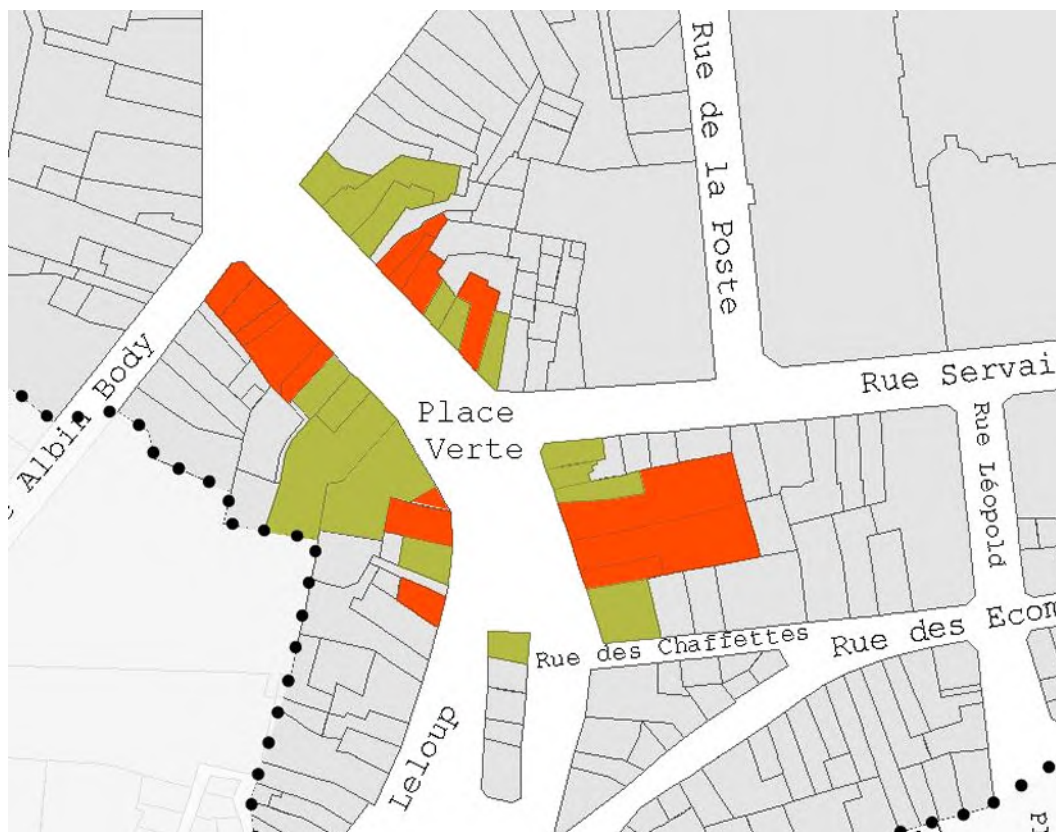 Rue de la Poste
Albin Body
Place
Verte
Rue Servai
Rue Léopold
Rue des Chaffettes
Rue des Ecom
Leloup